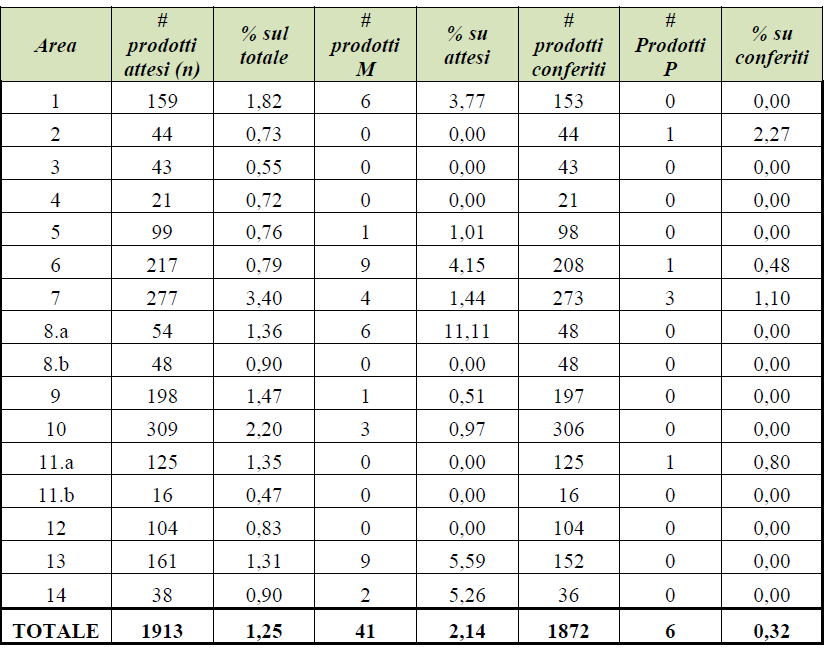 Area # prodotti attesi (n) % sul totale # prodotti M % su attesi # prodotti conferiti # Prodotti P % su conferiti
1 159 1,82 6 3,77 153 0 0,00
2 44 0,73 0 0,00 44 1 2,27
3 43 0,55 0 0,00 43 0 0,00
4 21 0,72 0 0,00 21 0 0,00
5 99 0,76 1 1,01 98 0 0,00
6 217 0,79 9 4,15 208 1 0,48
7 277 3,40 4 1,44 273 3 1,10
8.a 54 1,36 6 11,11 48 0 0,00
8.b 48 0,90 0 0,00 48 0 0,00
9 198 1,47 1 0,51 197 0 0,00
10 309 2,20 3 0,97 306 0 0,00
11.a 125 1,35 0 0,00 125 1 0,80
11.b 16 0,47 0 0,00 16 0 0,00
12 104 0,83 0 0,00 104 0 0,00
13 161 1,31 9 5,59 152 0 0,00
14 38 0,90 2 5,26 36 0 0,00
TOTALE 1913 1,25 41 2,14 1872 6 0,32